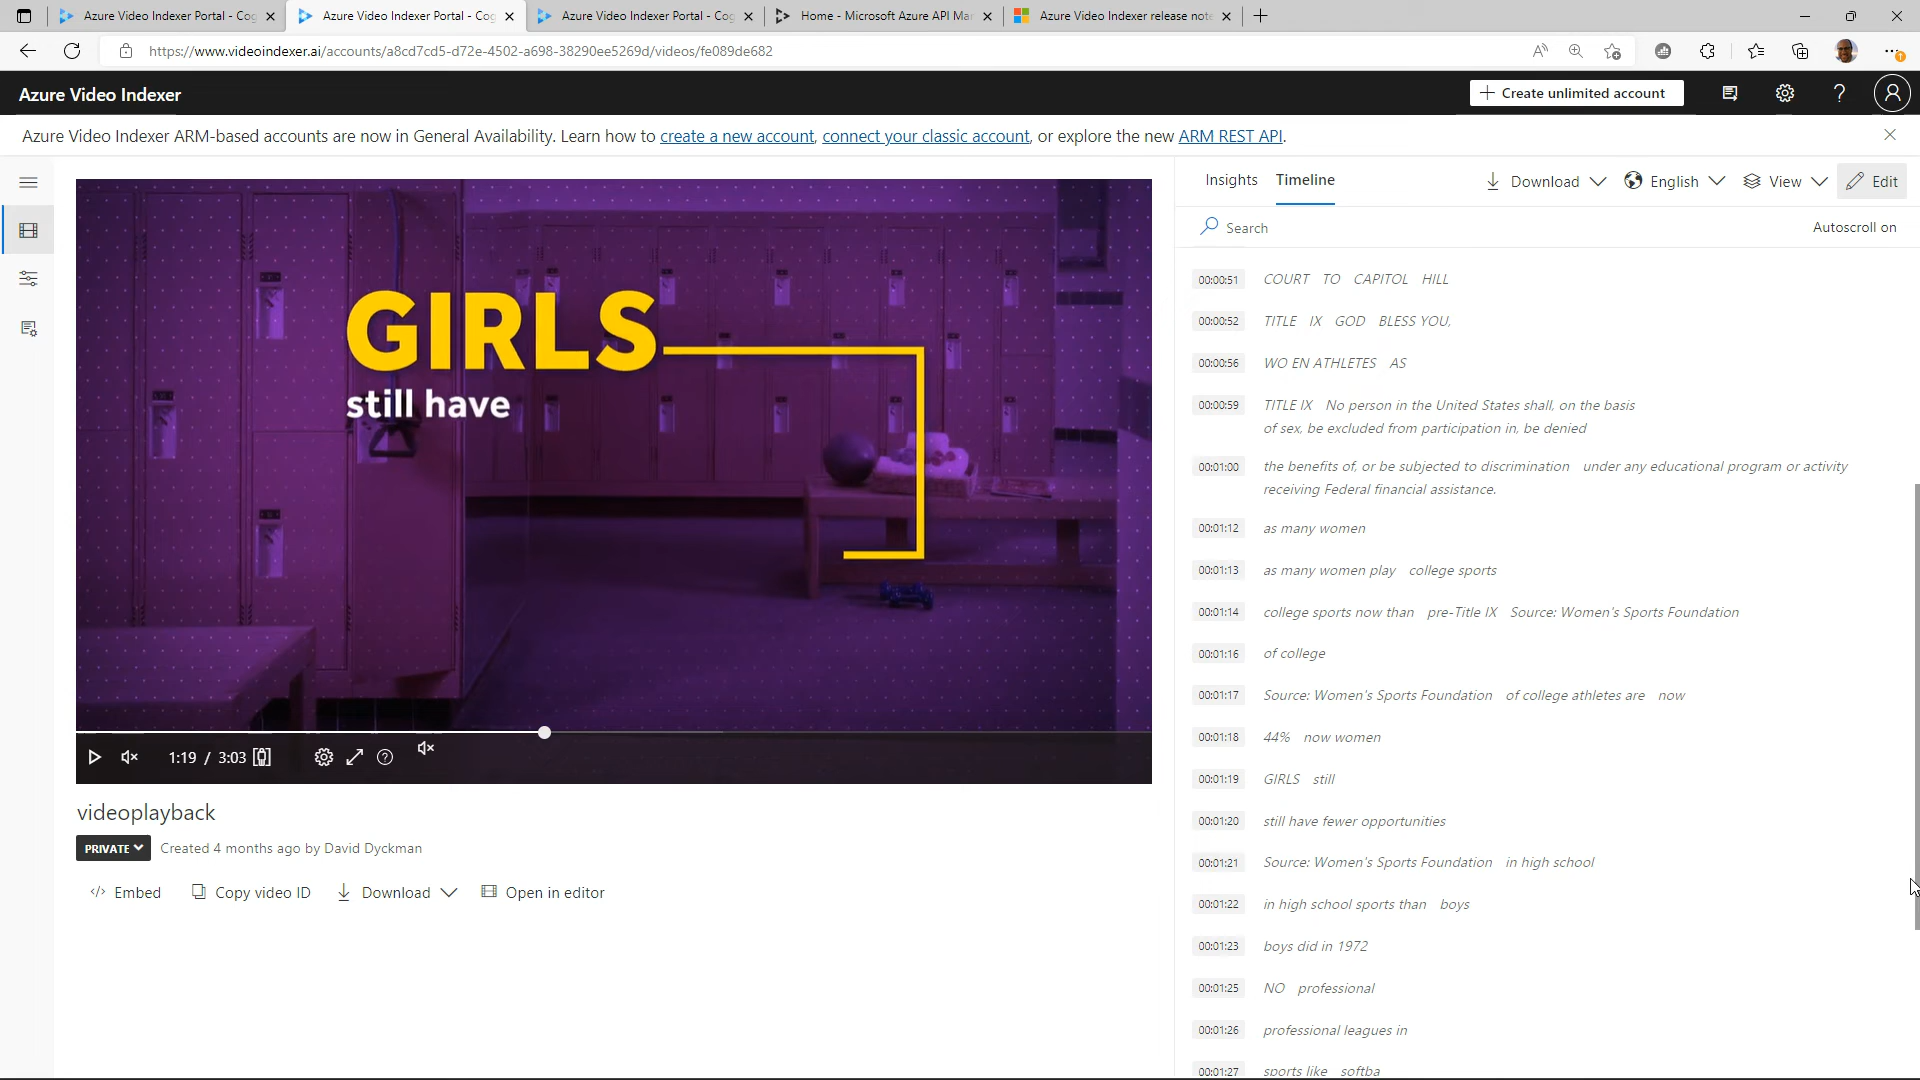 Azure Video Indexer Portal - Cog
Azure Video Indexer Portal - Cog
Azure Video Indexer Portal - Cog
Home - Microsoft Azure API Mar
Azure Video Indexer release note
https://www.videoindexer.ai/accounts/a8cd7cd5-d72e-4502-a698-38290ee5269d/videos/fe089de682
Azure Video Indexer
Create unlimited account
Azure Video Indexer ARM-based accounts are now in General Availability. Learn how to create a new account, connect your classic account, or explore the new ARM REST API.
GIRLS
still have
1:19 / 3:03
videoplayback
PRIVATE
Created 4 months ago by David Dyckman
Embed
Copy video ID
Download
Open in editor
Insights
Timeline
Download
English
View
Edit
Search
Autoscroll on
00:00:51 COURT TO CAPITOL HILL
00:00:52 TITLE IX GOD BLESS YOU,
00:00:56 WO EN ATHLETES AS
00:00:59 TITLE IX No person in the United States shall, on the basis
of sex, be excluded from participation in, be denied
00:01:00 the benefits of, or be subjected to discrimination under any educational program or activity
receiving Federal financial assistance.
00:01:12 as many women
00:01:13 as many women play college sports
00:01:14 college sports now than pre-Title IX Source: Women's Sports Foundation
00:01:16 of college
00:01:17 Source: Women's Sports Foundation of college athletes are now
00:01:18 44% now women
00:01:19 GIRLS still
00:01:20 still have fewer opportunities
00:01:21 Source: Women's Sports Foundation in high school
00:01:22 in high school sports than boys
00:01:23 boys did in 1972
00:01:25 NO professional
00:01:26 professional leagues in
00:01:27 sports like softba